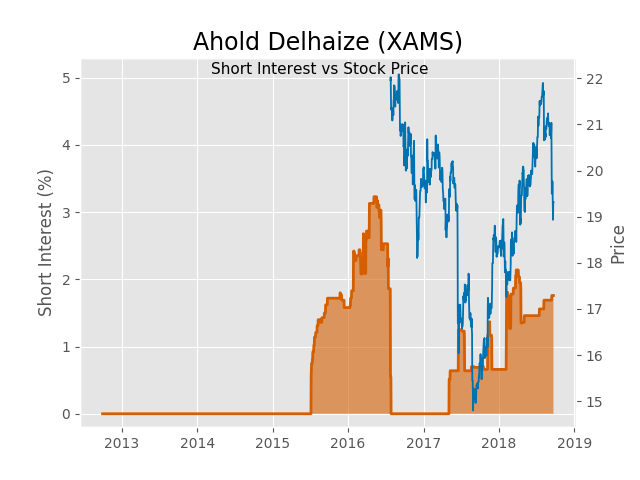 Ahold Delhaize (XAMS)
Short Interest vs Stock Price
Short Interest (%)
5
4
3
2
1
0
22
21
20
19
18
17
16
15
Price
2013 2014 2015 2016 2017 2018 2019